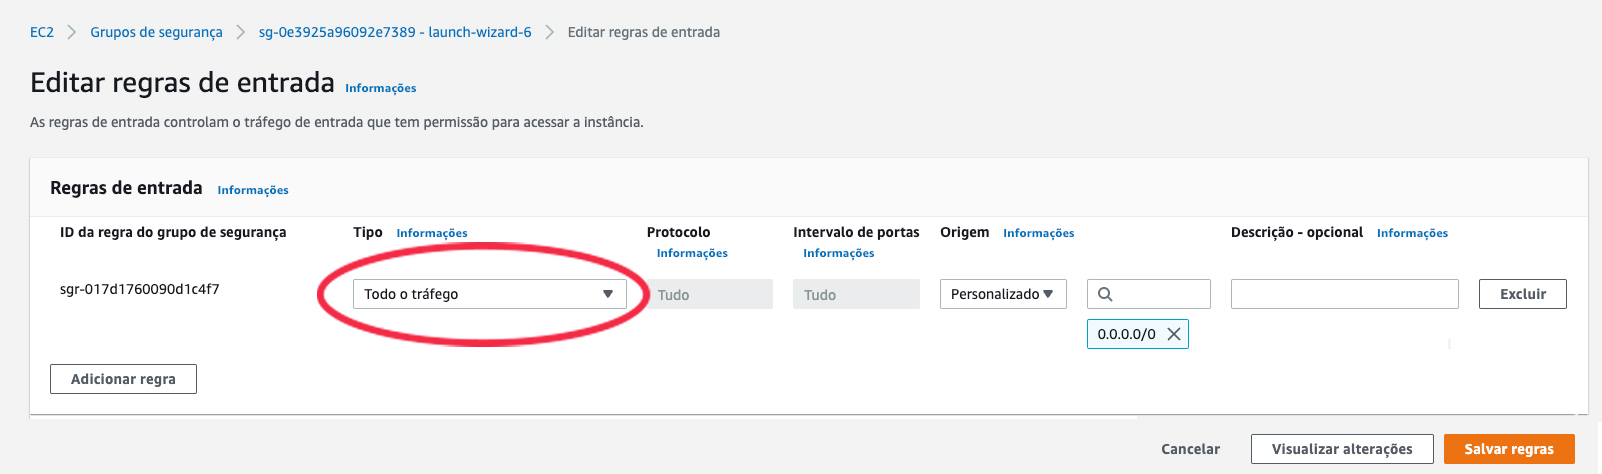 EC2 > Grupos de segurança > sg-0e3925a96092e7389 - launch-wizard-6 > Editar regras de entrada
Editar regras de entrada Informações
As regras de entrada controlam o tráfego de entrada que tem permissão para acessar a instância.
Regras de entrada Informações
ID da regra do grupo de segurança Tipo Informações Protocolo Intervalo de portas Origem Informações Descrição - opcional Informações
Informações Informações
sgr-017d1760090d1c4f7 Todo o tráfego Tudo Tudo Personalizado Excluir
0.0.0.0/0
Adicionar regra
Cancelar Visualizar alterações Salvar regras